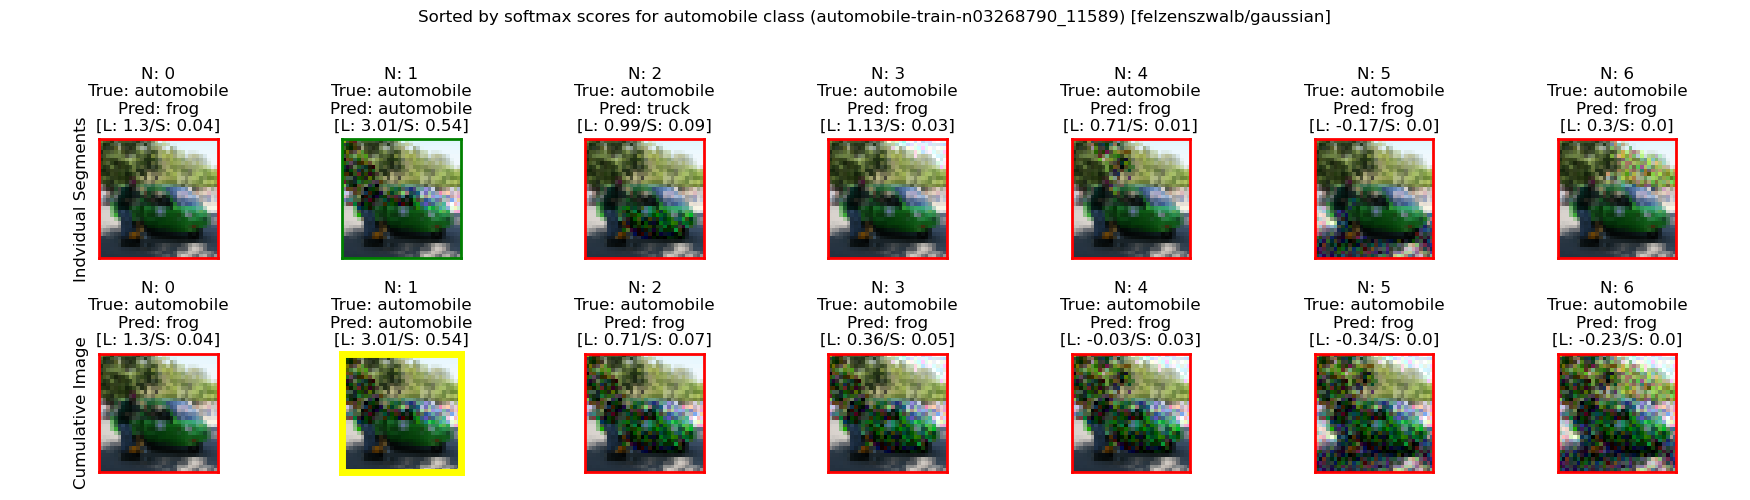 Sorted by softmax scores for automobile class (automobile-train-n03268790_11589) [felzenszwalb/gaussian]
Indvidual Segments
N: 0
True: automobile
Pred: frog
[L: 1.3/S: 0.04]
N: 1
True: automobile
Pred: automobile
[L: 3.01/S: 0.54]
N: 2
True: automobile
Pred: truck
[L: 0.99/S: 0.09]
N: 3
True: automobile
Pred: frog
[L: 1.13/S: 0.03]
N: 4
True: automobile
Pred: frog
[L: 0.71/S: 0.01]
N: 5
True: automobile
Pred: frog
[L: -0.17/S: 0.0]
N: 6
True: automobile
Pred: frog
[L: 0.3/S: 0.0]
Cumulative Image
N: 0
True: automobile
Pred: frog
[L: 1.3/S: 0.04]
N: 1
True: automobile
Pred: automobile
[L: 3.01/S: 0.54]
N: 2
True: automobile
Pred: frog
[L: 0.71/S: 0.07]
N: 3
True: automobile
Pred: frog
[L: 0.36/S: 0.05]
N: 4
True: automobile
Pred: frog
[L: -0.03/S: 0.03]
N: 5
True: automobile
Pred: frog
[L: -0.34/S: 0.0]
N: 6
True: automobile
Pred: frog
[L: -0.23/S: 0.0]